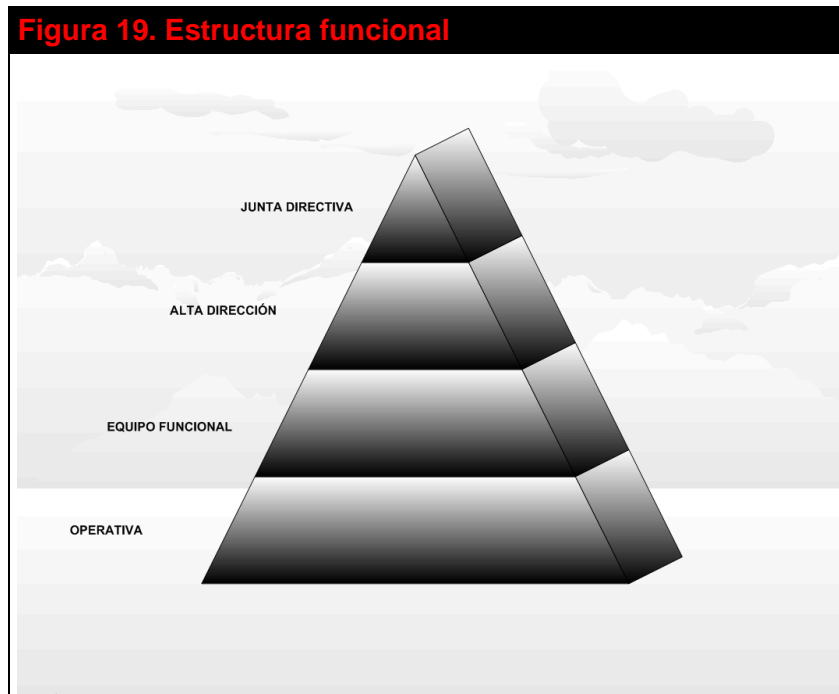 Figura 19. Estructura funcional
JUNTA DIRECTIVA
ALTA DIRECCIÓN
EQUIPO FUNCIONAL
OPERATIVA